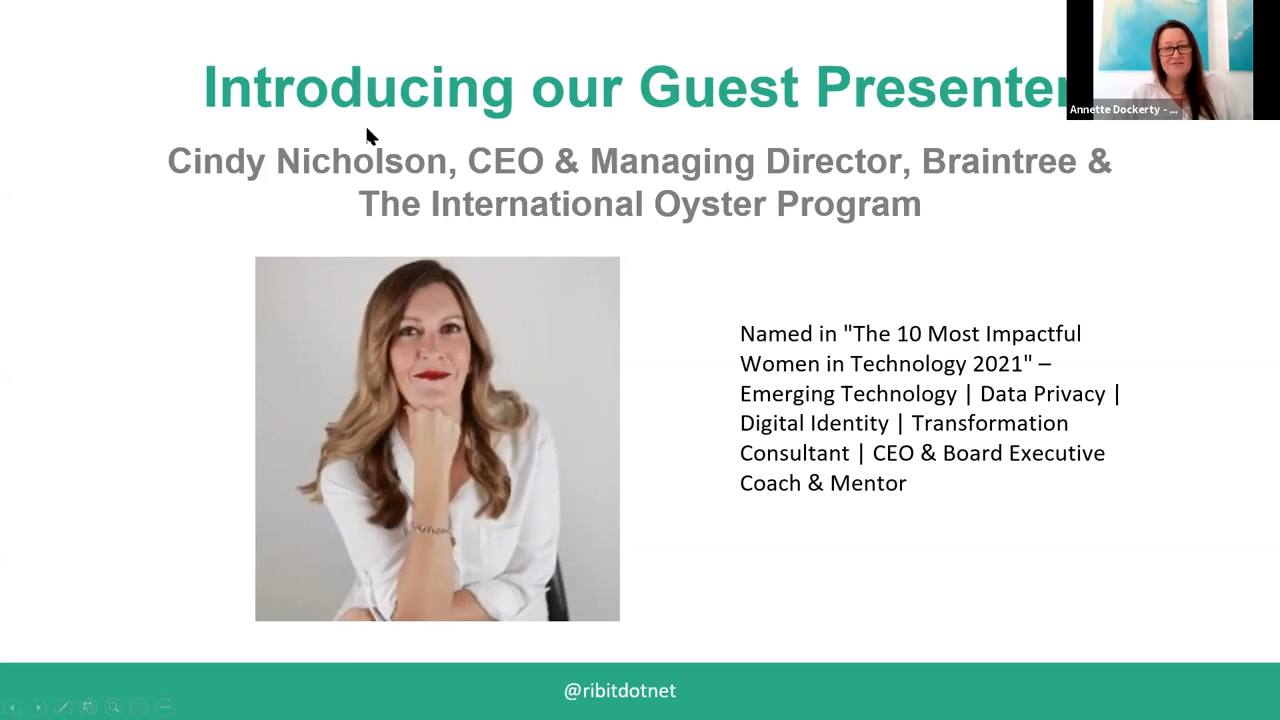 Introducing our Guest Presenter
Annette Dockerty - ...
Cindy Nicholson, CEO & Managing Director, Braintree &
The International Oyster Program
Named in "The 10 Most Impactful
Women in Technology 2021" –
Emerging Technology | Data Privacy |
Digital Identity | Transformation
Consultant | CEO & Board Executive
Coach & Mentor
@ribitdotnet